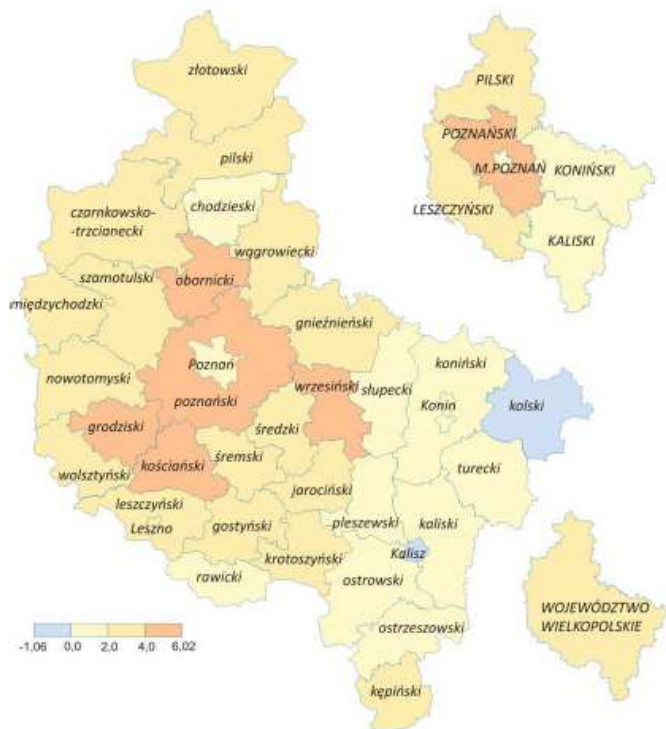 złotowski
PILSKI
POZNAŃSKI
M.POZNAŃ
KONIŃSKI
LESZCZYŃSKI
KALISKI
pilski
chodzieski
czarnkowsko-
-trzcianecki
wągrowiecki
szamotulski
obornicki
międzychodzki
gnieźnieński
Poznań
koniński
nowotomyski
wrzesiński
słupecki
Konin
kolski
poznański
grodziski
średzki
kościański
śremski
turecki
wolsztyński
jarociński
leszczyński
Leszno
gostyński
pleszewski
kaliski
krotoszyński
Kalisz
rawicki
ostrowski
WOJEWÓDZTWO
WIELKOPOLSKIE
ostrzeszowski
-1,06 0,0 2,0 4,0 6,02
kępiński